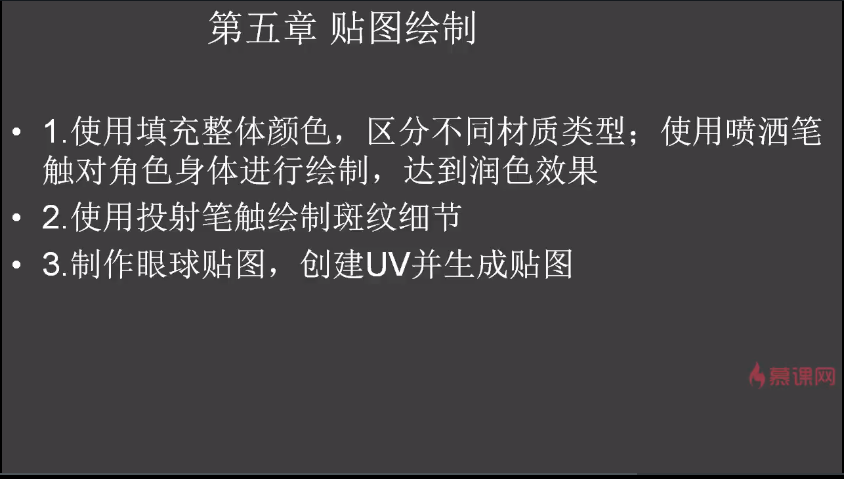 第五章 贴图绘制
• 1.使用填充整体颜色，区分不同材质类型；使用喷洒笔
触对角色身体进行绘制，达到润色效果
• 2.使用投射笔触绘制斑纹细节
• 3.制作眼球贴图，创建UV并生成贴图
慕课网